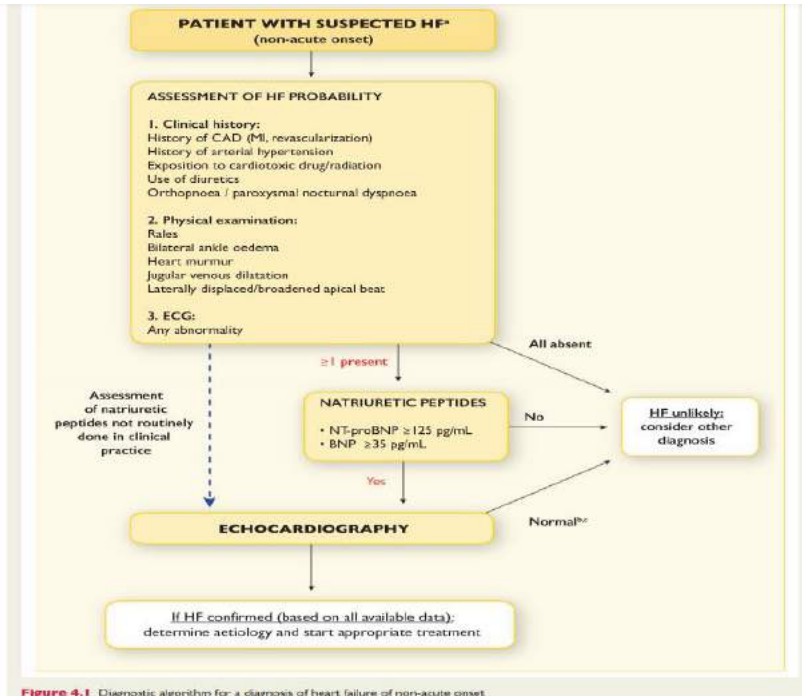 PATIENT WITH SUSPECTED HFᵃ
(non-acute onset)
ASSESSMENT OF HF PROBABILITY
1. Clinical history:
History of CAD (MI, revascularization)
History of arterial hypertension
Exposition to cardiotoxic drug/radiation
Use of diuretics
Orthopnoea / paroxysmal nocturnal dyspnoea
2. Physical examination:
Rales
Bilateral ankle oedema
Heart murmur
Jugular venous dilatation
Laterally displaced/broadened apical beat
3. ECG:
Any abnormality
≥1 present
All absent
Assessment
of natriuretic
peptides not routinely
done in clinical
practice
NATRIURETIC PEPTIDES
• NT-proBNP ≥125 pg/mL
• BNP ≥35 pg/mL
No
HF unlikely:
consider other
diagnosis
Yes
ECHOCARDIOGRAPHY
Normalᵇ,ᶜ
If HF confirmed (based on all available data):
determine aetiology and start appropriate treatment
Figure 4.1 Diagnostic algorithm for a diagnosis of heart failure of non-acute onset